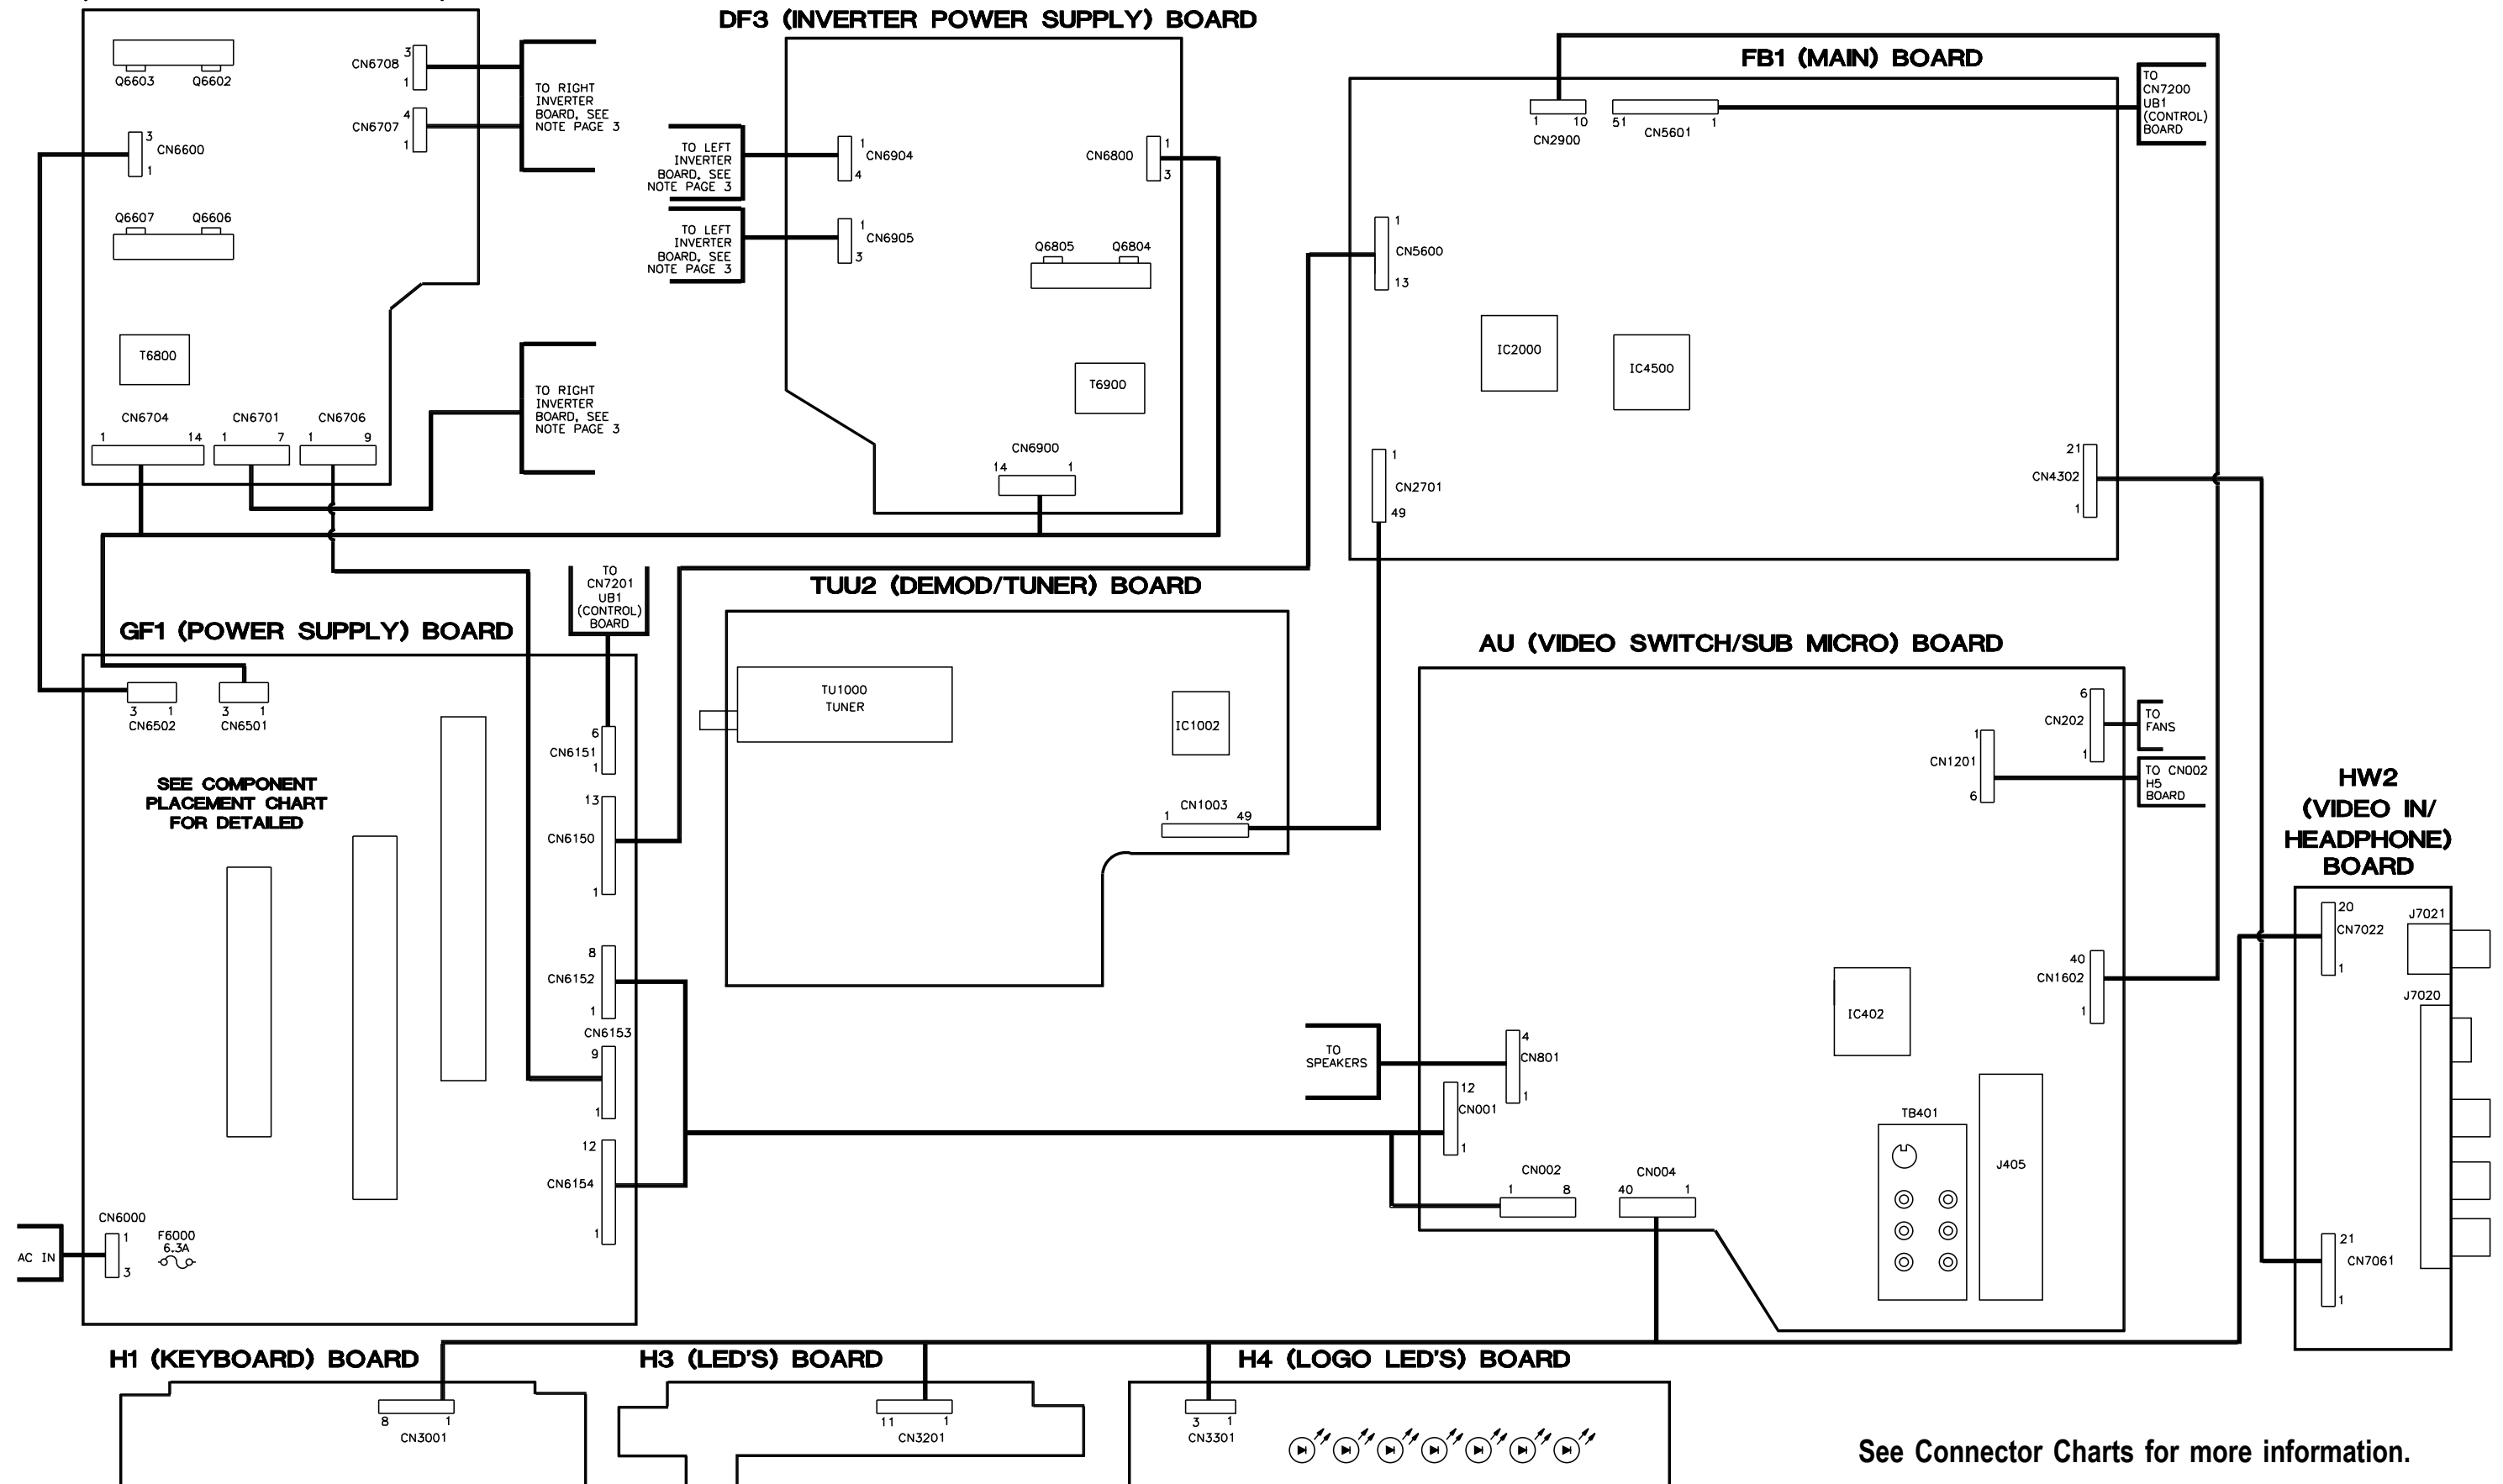 DF3 (INVERTER POWER SUPPLY) BOARD
Q6603
Q6602
CN6708
3
1
CN6707
4
1
TO RIGHT
INVERTER
BOARD, SEE
NOTE PAGE 3
3
CN6600
1
Q6607
Q6606
T6800
CN6704
1
14
CN6701
1
7
CN6706
1
9
TO RIGHT
INVERTER
BOARD, SEE
NOTE PAGE 3
TO LEFT
INVERTER
BOARD, SEE
NOTE PAGE 3
1
CN6904
4
TO LEFT
INVERTER
BOARD, SEE
NOTE PAGE 3
1
CN6905
3
CN6800
1
3
Q6805
Q6804
T6900
CN6900
14
1
FB1 (MAIN) BOARD
1
10
CN2900
51
1
CN5601
TO
CN7200
UB1
(CONTROL)
BOARD
1
CN5600
13
IC2000
IC4500
1
CN2701
49
21
CN4302
1
GF1 (POWER SUPPLY) BOARD
TO
CN7201
UB1
(CONTROL)
BOARD
3
1
CN6502
3
1
CN6501
SEE COMPONENT
PLACEMENT CHART
FOR DETAILED
6
CN6151
1
13
CN6150
1
8
CN6152
1
CN6153
9
1
12
CN6154
1
AC IN
CN6000
1
3
F6000
6.3A
TUU2 (DEMOD/TUNER) BOARD
TU1000
TUNER
IC1002
CN1003
1
49
AU (VIDEO SWITCH/SUB MICRO) BOARD
6
CN202
1
TO
FANS
1
CN1201
6
TO CN002
H5
BOARD
40
CN1602
1
IC402
TO
SPEAKERS
4
CN801
1
12
CN001
1
CN002
1
8
CN004
40
1
TB401
J405
HW2
(VIDEO IN/
HEADPHONE)
BOARD
20
CN7022
1
J7021
J7020
21
CN7061
1
H1 (KEYBOARD) BOARD
8
1
CN3001
H3 (LED'S) BOARD
11
1
CN3201
H4 (LOGO LED'S) BOARD
3
1
CN3301
See Connector Charts for more information.